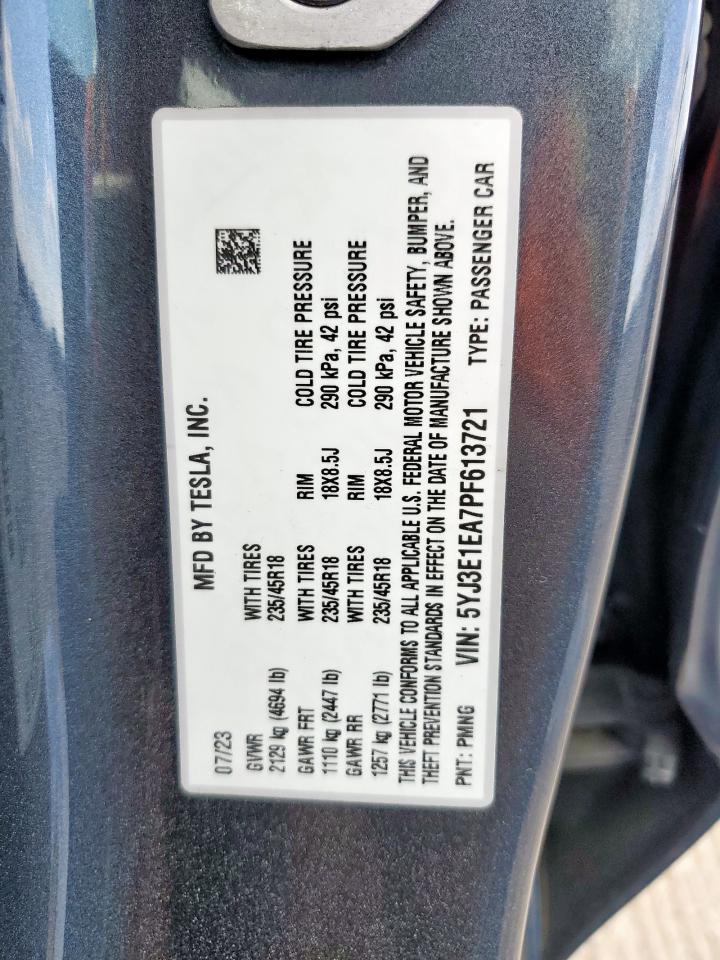 MFD BY TESLA, INC.
07/23
GVWR WITH TIRES
2129 kg (4694 lb) 235/45R18
GAWR FRT WITH TIRES RIM COLD TIRE PRESSURE
1110 kg (2447 lb) 235/45R18 18X8.5J 290 kPa, 42 psi
GAWR RR WITH TIRES RIM COLD TIRE PRESSURE
1257 kg (2771 lb) 235/45R18 18X8.5J 290 kPa, 42 psi
THIS VEHICLE CONFORMS TO ALL APPLICABLE U.S. FEDERAL MOTOR VEHICLE SAFETY, BUMPER, AND
THEFT PREVENTION STANDARDS IN EFFECT ON THE DATE OF MANUFACTURE SHOWN ABOVE.
PNT: PMNG VIN: 5YJ3E1EA7PF613721 TYPE: PASSENGER CAR